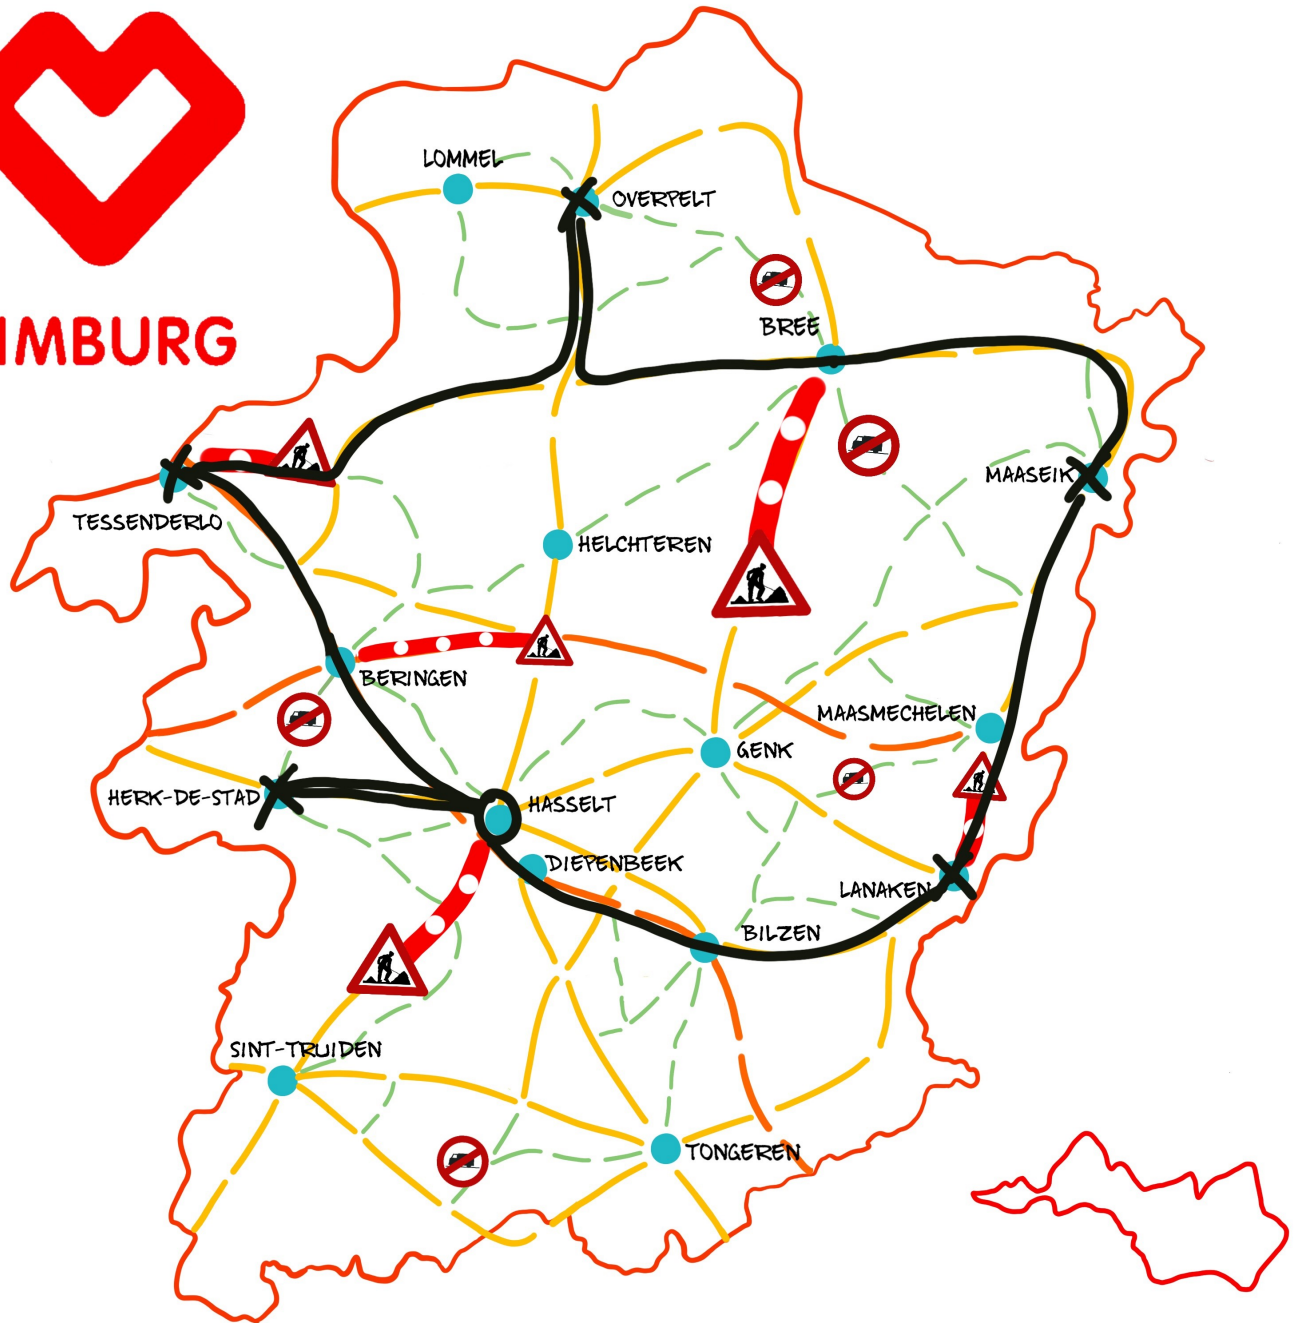 LOMMEL
OVERPELT
IMBURG
BREE
MAASEIK
TESSENDERLO
HELCHTEREN
BERINGEN
MAASMECHELEN
GENK
HERK-DE-STAD
HASSELT
DIEPENBEEK
LANAKEN
BILZEN
SINT-TRUIDEN
TONGEREN